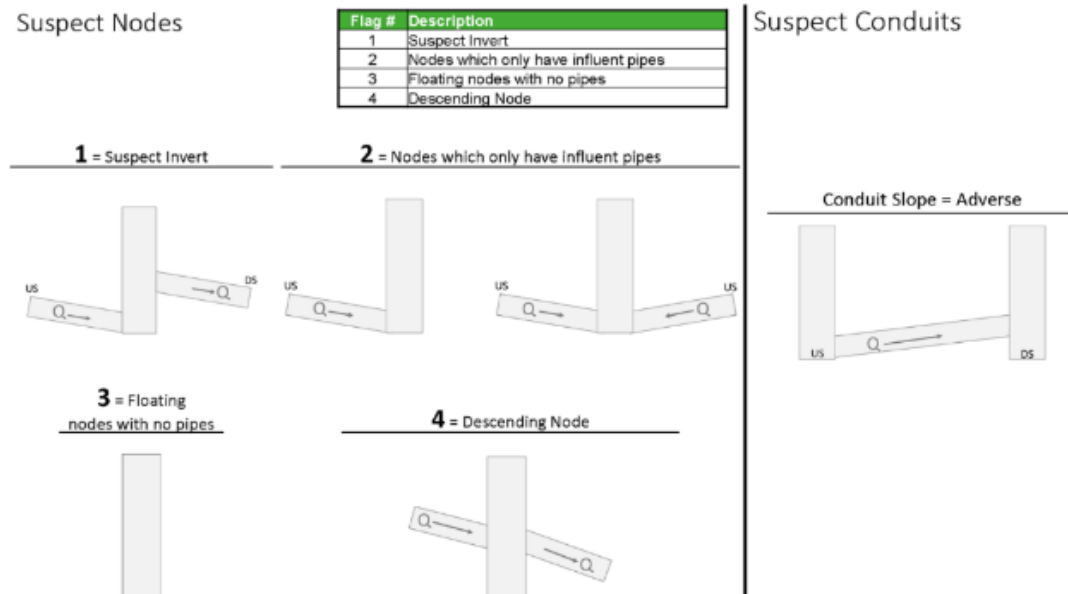 Suspect Nodes
Flag # Description
1 Suspect Invert
2 Nodes which only have influent pipes
3 Floating nodes with no pipes
4 Descending Node
Suspect Conduits
1 = Suspect Invert
2 = Nodes which only have influent pipes
US
Q
Q
DS
US
Q
US
Q
Q
US
Conduit Slope = Adverse
US
Q
DS
3 = Floating
nodes with no pipes
4 = Descending Node
Q
Q